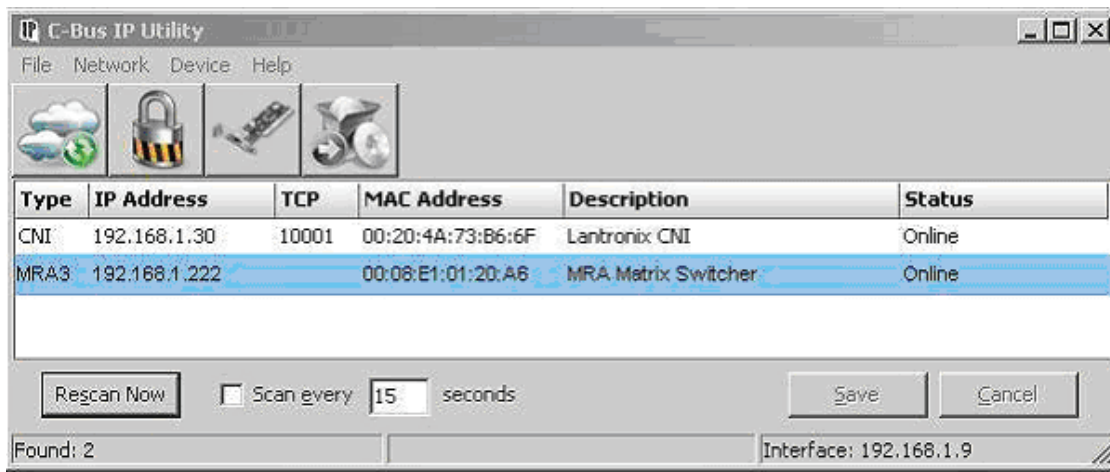 C-Bus IP Utility
File Network Device Help
Type IP Address TCP MAC Address Description Status
CNI 192.168.1.30 10001 00:20:4A:73:B6:6F Lantronix CNI Online
MRA3 192.168.1.222 00:08:E1:01:20:A6 MRA Matrix Switcher Online
Rescan Now Scan every 15 seconds Save Cancel
Found: 2 Interface: 192.168.1.9